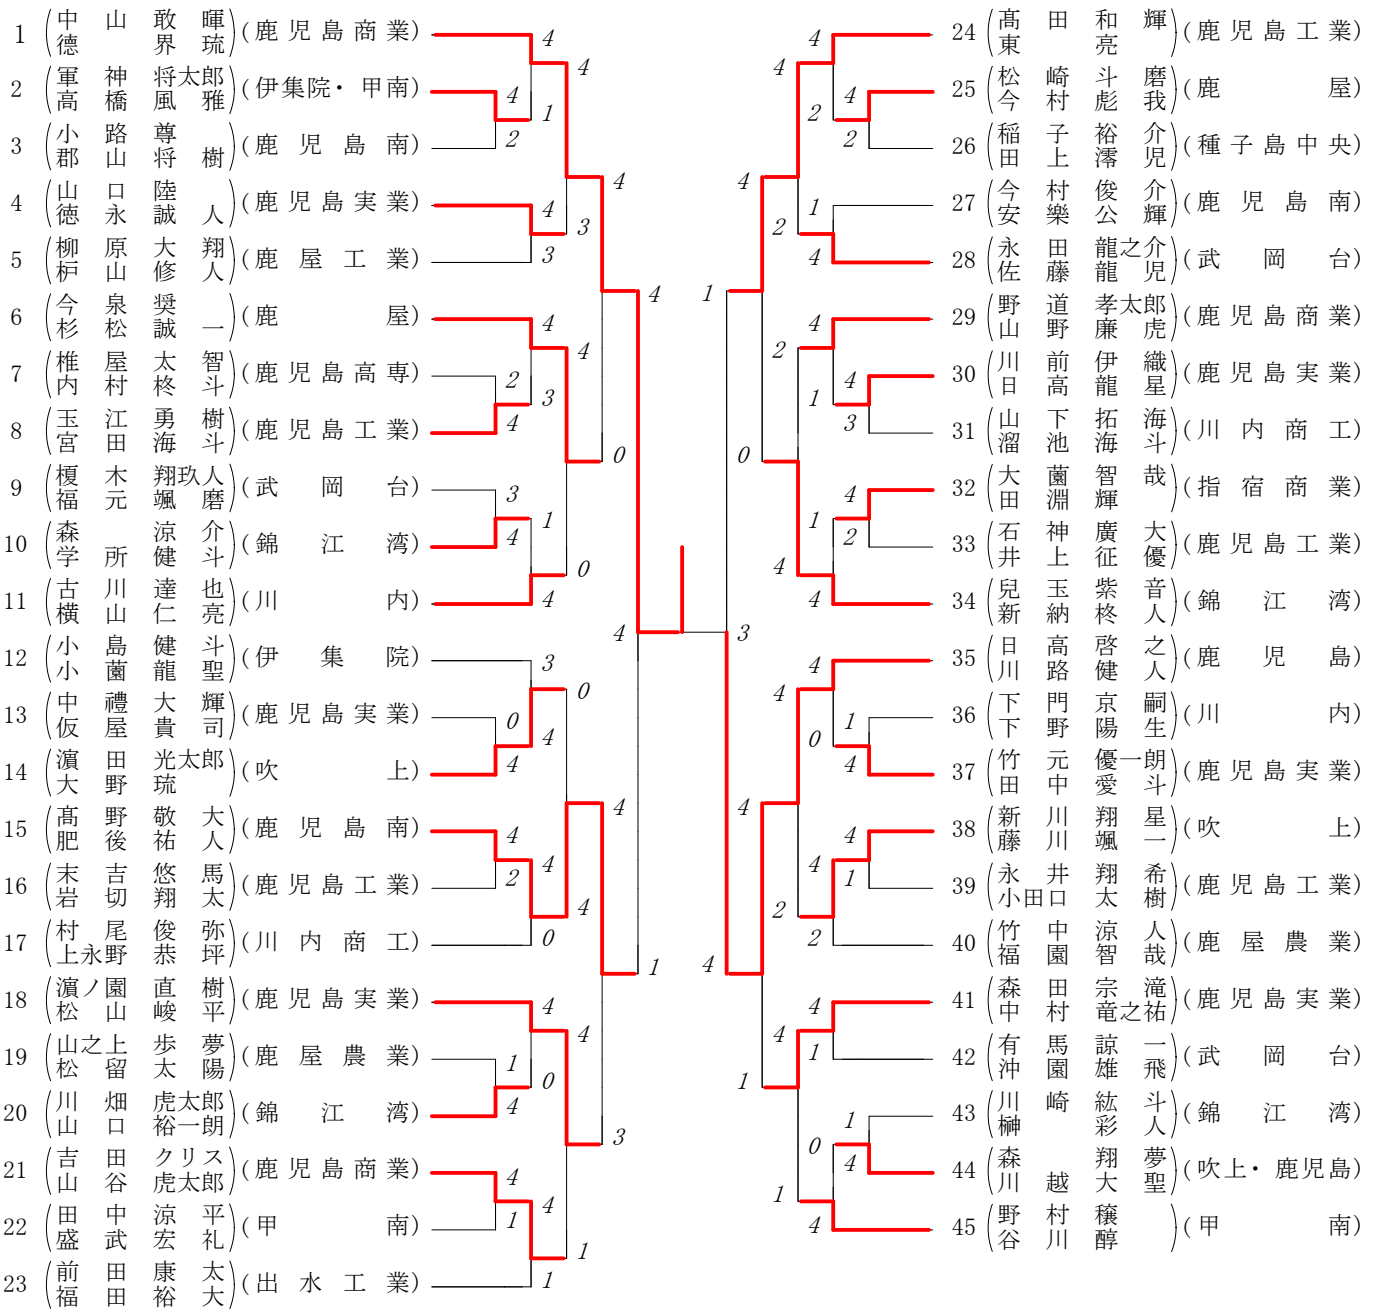 1 (中山敢暉 徳界琉) (鹿児島商業)
2 (軍神将太郎 高橋風雅) (伊集院・甲南)
3 (小路尊 郡山将樹) (鹿児島南)
4 (山口陸 徳永誠人) (鹿児島実業)
5 (柳原大翔 枦山修人) (鹿屋工業)
6 (今泉奨 杉松誠一) (鹿屋)
7 (椎屋太智 内村柊斗) (鹿児島高専)
8 (玉江勇樹 宮田海斗) (鹿児島工業)
9 (榎木翔玖人 福元颯磨) (武岡台)
10 (森涼介 学所健斗) (錦江湾)
11 (古川達也 横山仁亮) (川内)
12 (小島健斗 小薗龍聖) (伊集院)
13 (中禮大輝 仮屋貴司) (鹿児島実業)
14 (濵田光太郎 大野琉) (吹上)
15 (髙野敬大 肥後祐人) (鹿児島南)
16 (末吉悠馬 岩切翔太) (鹿児島工業)
17 (村尾俊弥 上永野恭坪) (川内商工)
18 (濵ノ園直樹 松山峻平) (鹿児島実業)
19 (山之上歩夢 松留太陽) (鹿屋農業)
20 (川畑虎太郎 山口裕一朗) (錦江湾)
21 (吉田クリス 山谷虎太郎) (鹿児島商業)
22 (田中涼平 盛武宏礼) (甲南)
23 (前田康太 福田裕大) (出水工業)
4
4
4
1
2
4
4
3
3
4
4
4
2
3
4
0
3
1
4
0
4
4
3
0
0
4
4
4
4
4
2
4
0
1
4
4
1
0
4
3
4
4
1
1
1
4
4
4
2
2
4
1
2
4
1
4
2
4
1
3
0
4
1
2
4
4
3
4
1
0
4
4
4
4
1
2
2
4
4
1
1
1
0
4
1
4
24 (髙田和輝 東亮) (鹿児島工業)
25 (松崎斗磨 今村彪我) (鹿屋)
26 (稲子裕介 田上澪児) (種子島中央)
27 (今村俊介 安樂公輝) (鹿児島南)
28 (永田龍之介 佐藤龍児) (武岡台)
29 (野道孝太郎 山野廉虎) (鹿児島商業)
30 (川前伊織 日高龍星) (鹿児島実業)
31 (山下拓海 溜池海斗) (川内商工)
32 (大薗智哉 田淵輝) (指宿商業)
33 (石神廣大 井上征優) (鹿児島工業)
34 (兒玉紫音 新納柊人) (錦江湾)
35 (日高啓之 川路健人) (鹿児島)
36 (下門京嗣 下野陽生) (川内)
37 (竹元優一朗 田中愛斗) (鹿児島実業)
38 (新川翔星 藤川颯一) (吹上)
39 (永井翔希 小田口太樹) (鹿児島工業)
40 (竹中涼人 福園智哉) (鹿屋農業)
41 (森田宗滝 中村竜之祐) (鹿児島実業)
42 (有馬諒一 沖園雄飛) (武岡台)
43 (川崎紘斗 榊彩人) (錦江湾)
44 (森翔夢 川越大聖) (吹上・鹿児島)
45 (野村穣 谷川醇) (甲南)